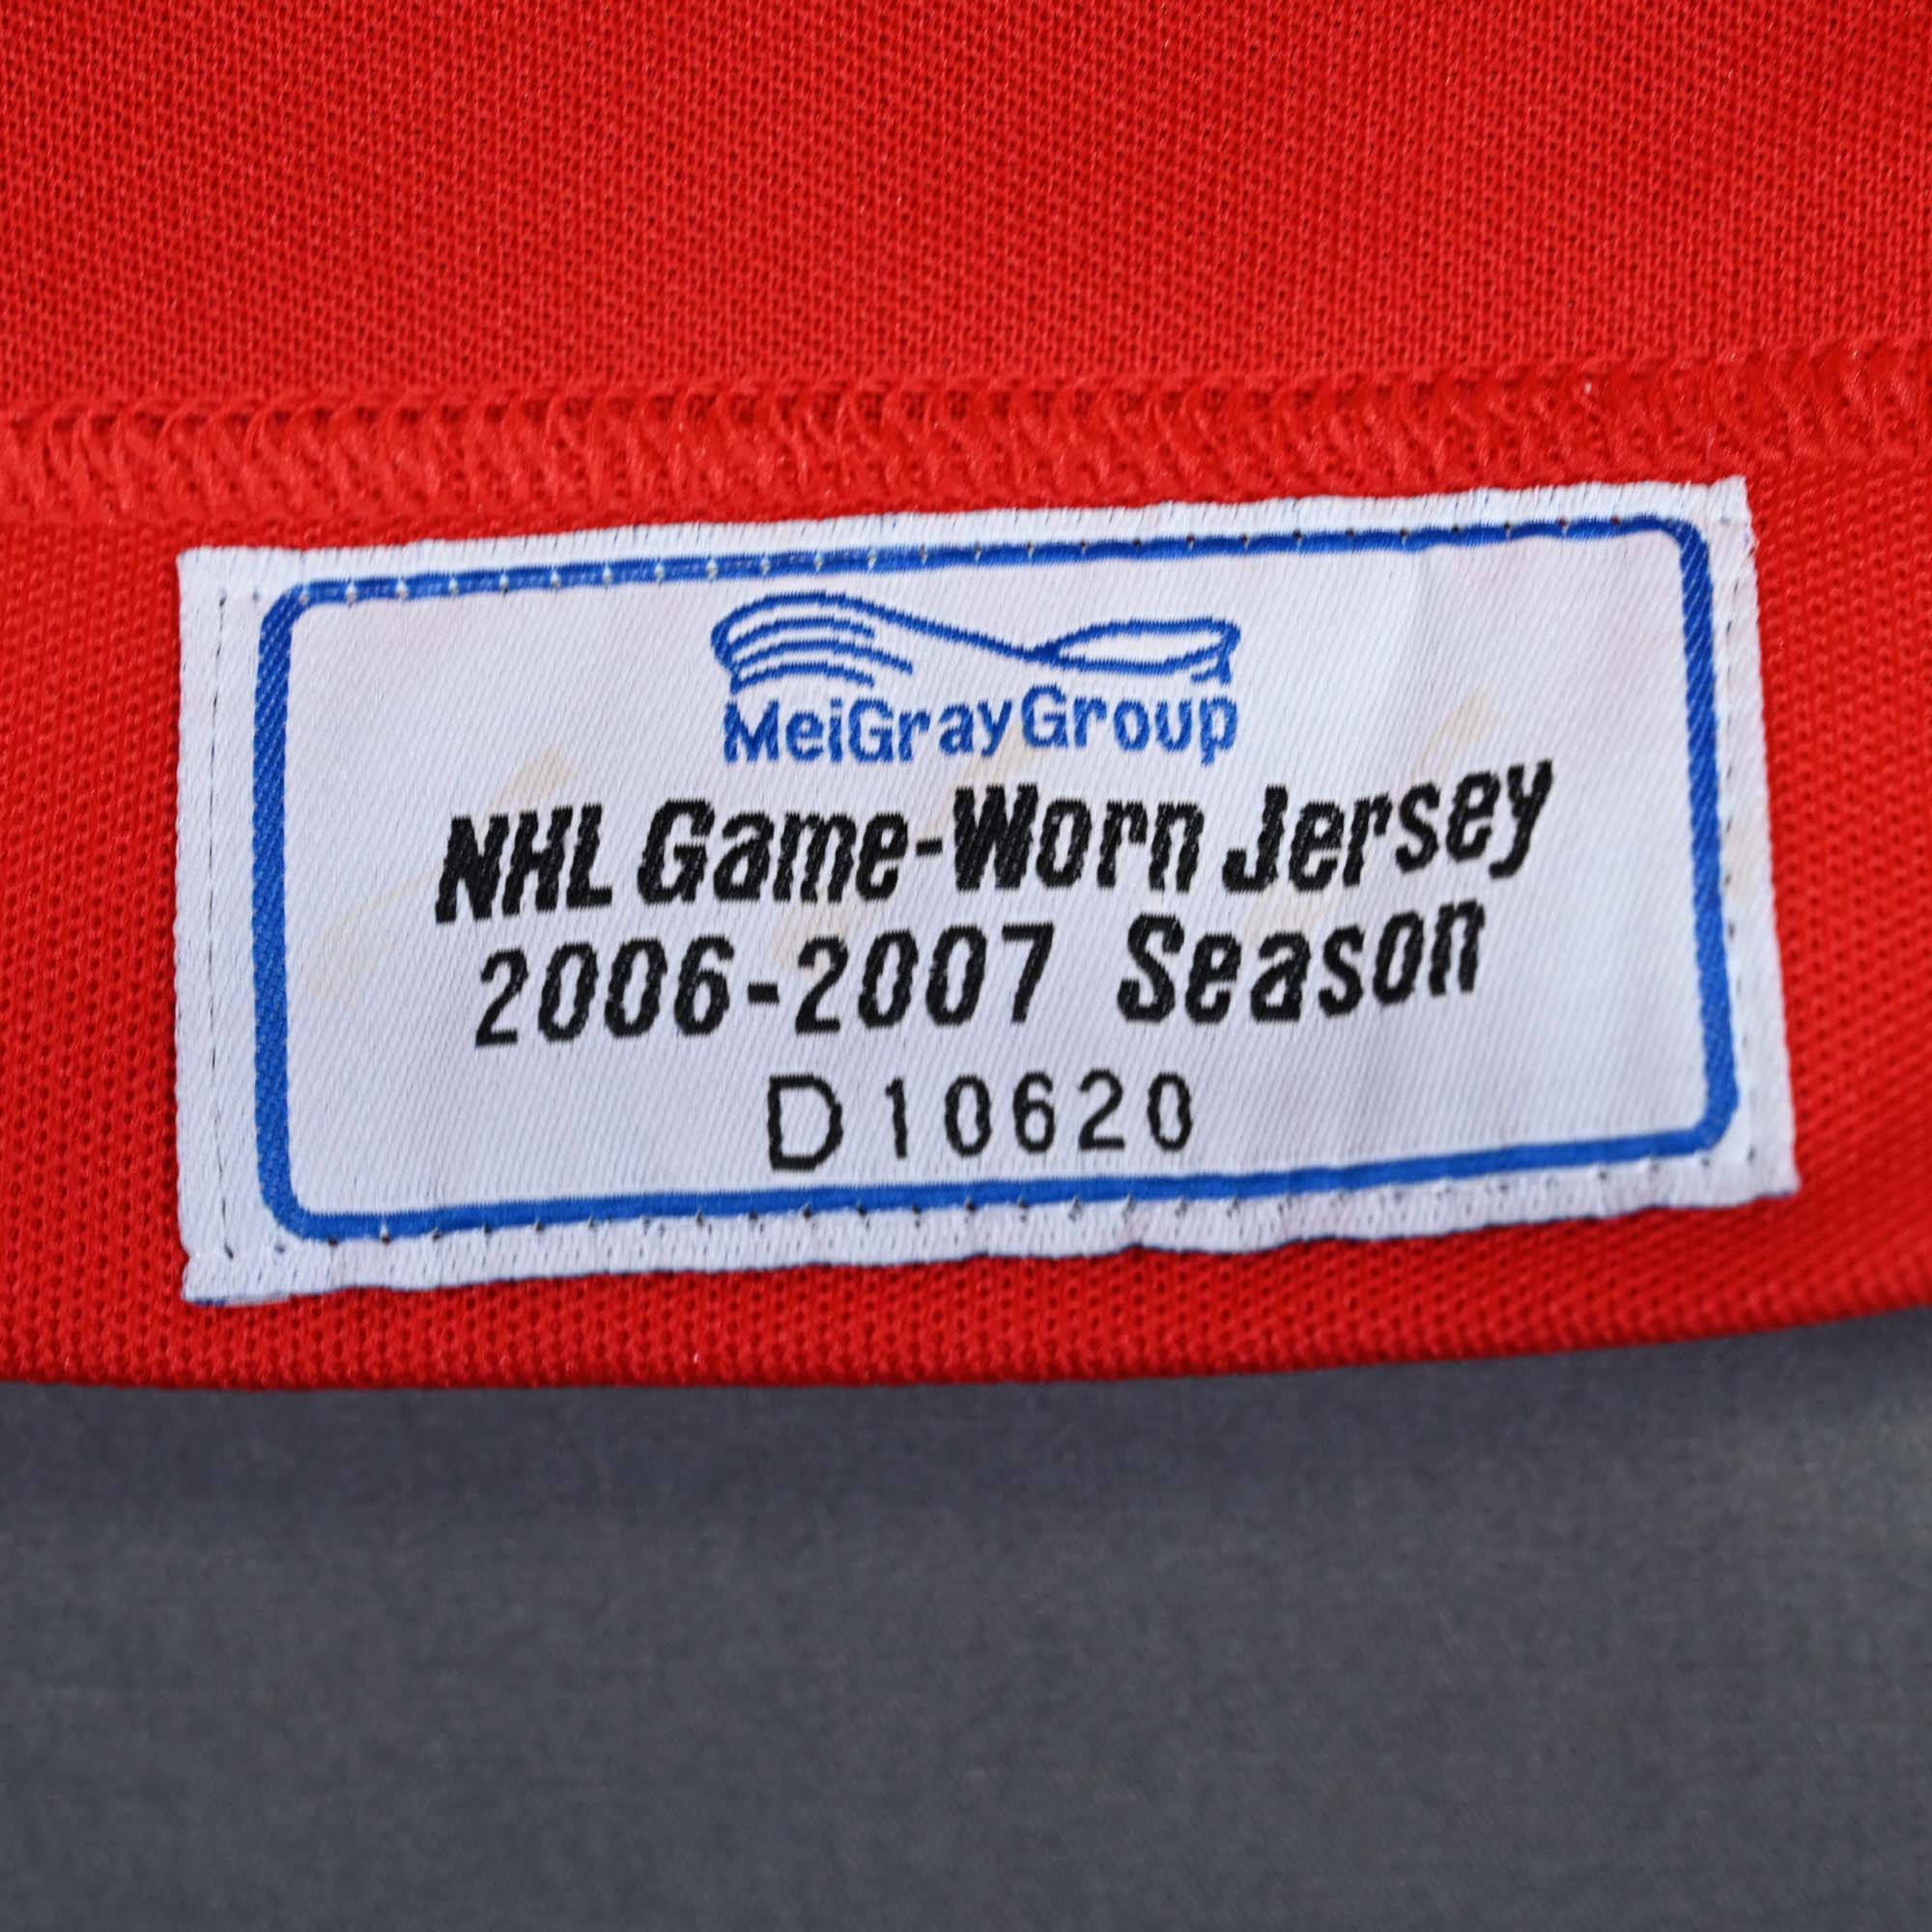 MeiGrayGroup
NHL Game-Worn Jersey
2006-2007 Season
D10620